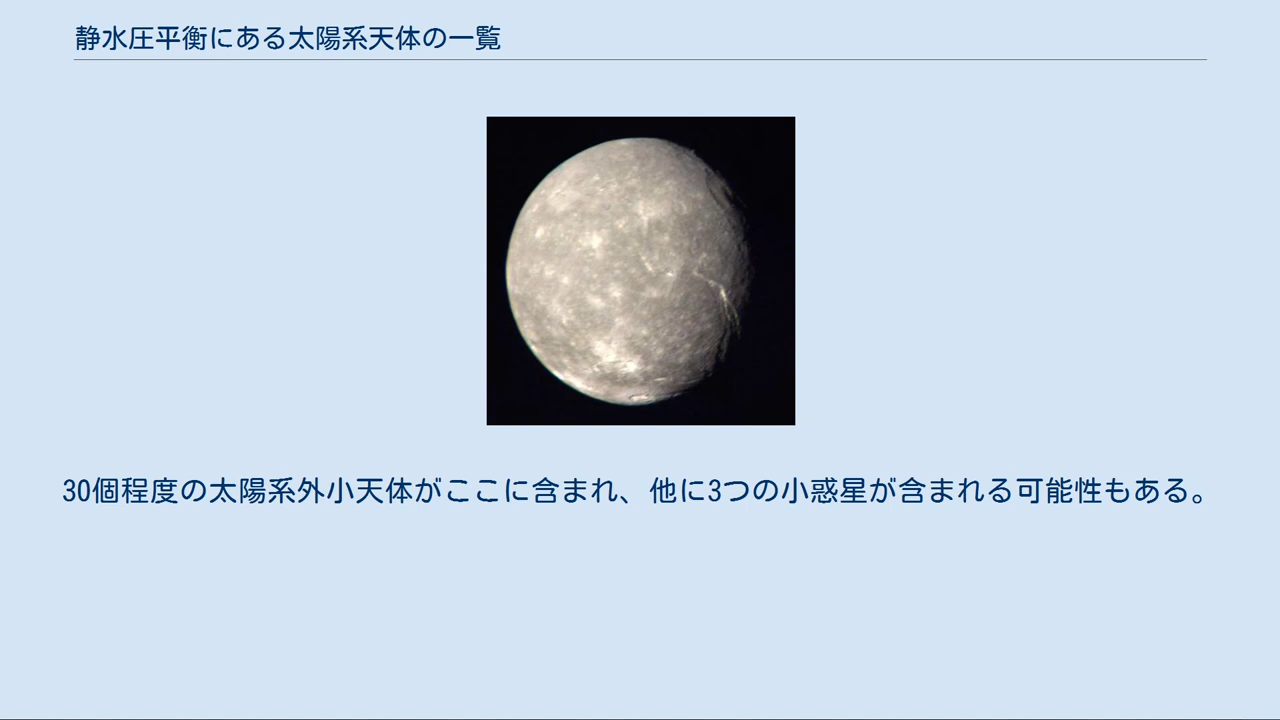 静水圧平衡にある太陽系天体の一覧
30個程度の太陽系外小天体がここに含まれ、他に3つの小惑星が含まれる可能性もある。